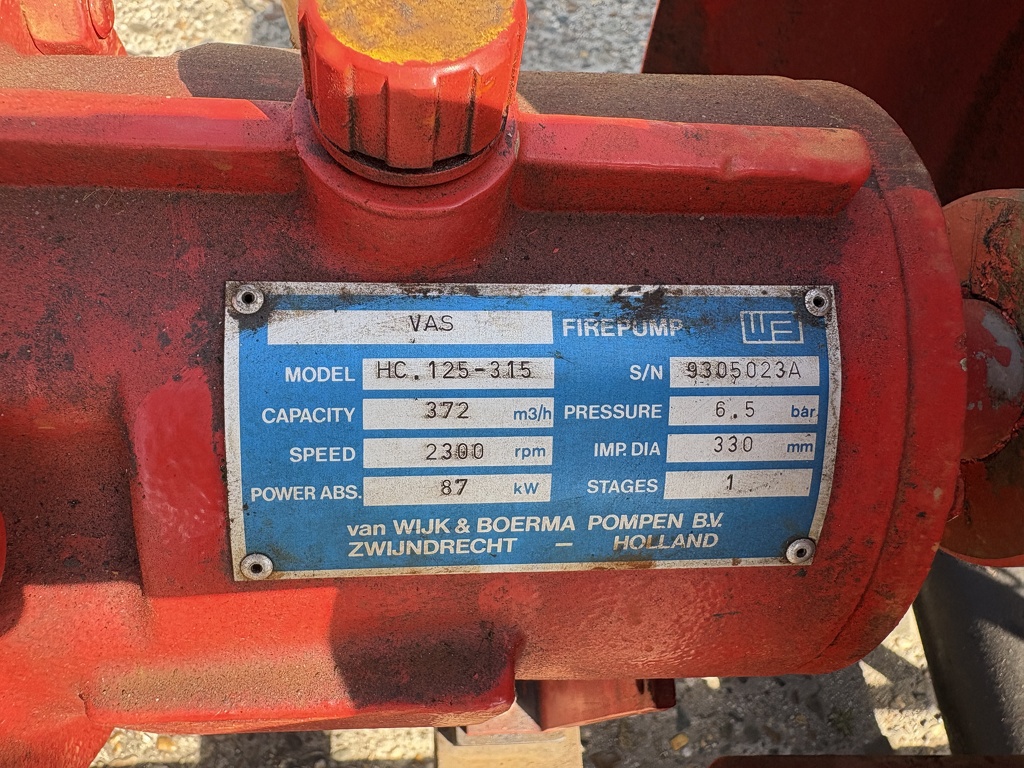 VAS FIREPUMP WB
MODEL HC.125-315 S/N 9305023A
CAPACITY 372 m3/h PRESSURE 6.5 bar
SPEED 2300 rpm IMP. DIA 330 mm
POWER ABS. 87 kW STAGES 1
van WIJK & BOERMA POMPEN B.V.
ZWIJNDRECHT — HOLLAND